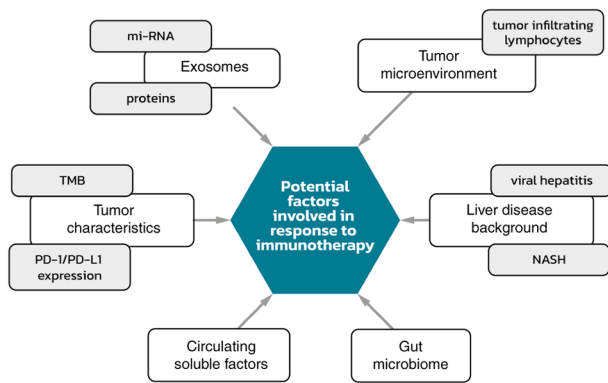 mi-RNA
Exosomes
proteins
tumor infiltrating
lymphocytes
Tumor
microenvironment
TMB
Tumor
characteristics
PD-1/PD-L1
expression
Potential
factors
involved in
response to
immunotherapy
viral hepatitis
Liver disease
background
NASH
Circulating
soluble factors
Gut
microbiome